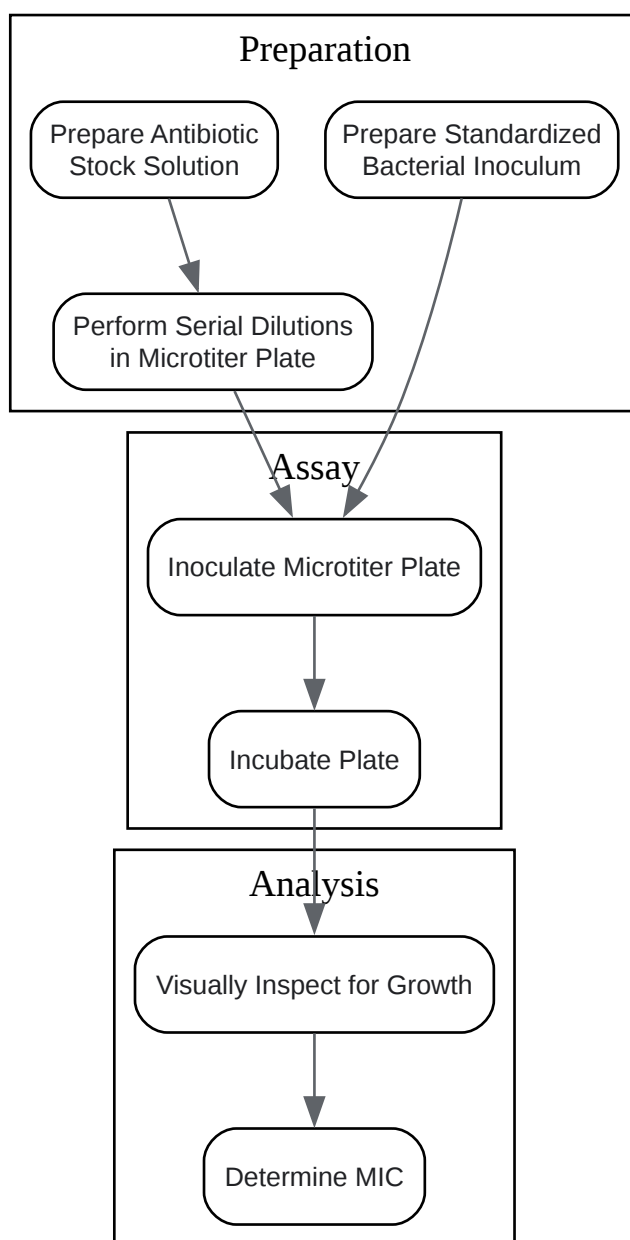 Preparation
Prepare Antibiotic
Stock Solution
Prepare Standardized
Bacterial Inoculum
Perform Serial Dilutions
in Microtiter Plate
Assay
Inoculate Microtiter Plate
Incubate Plate
Analysis
Visually Inspect for Growth
Determine MIC